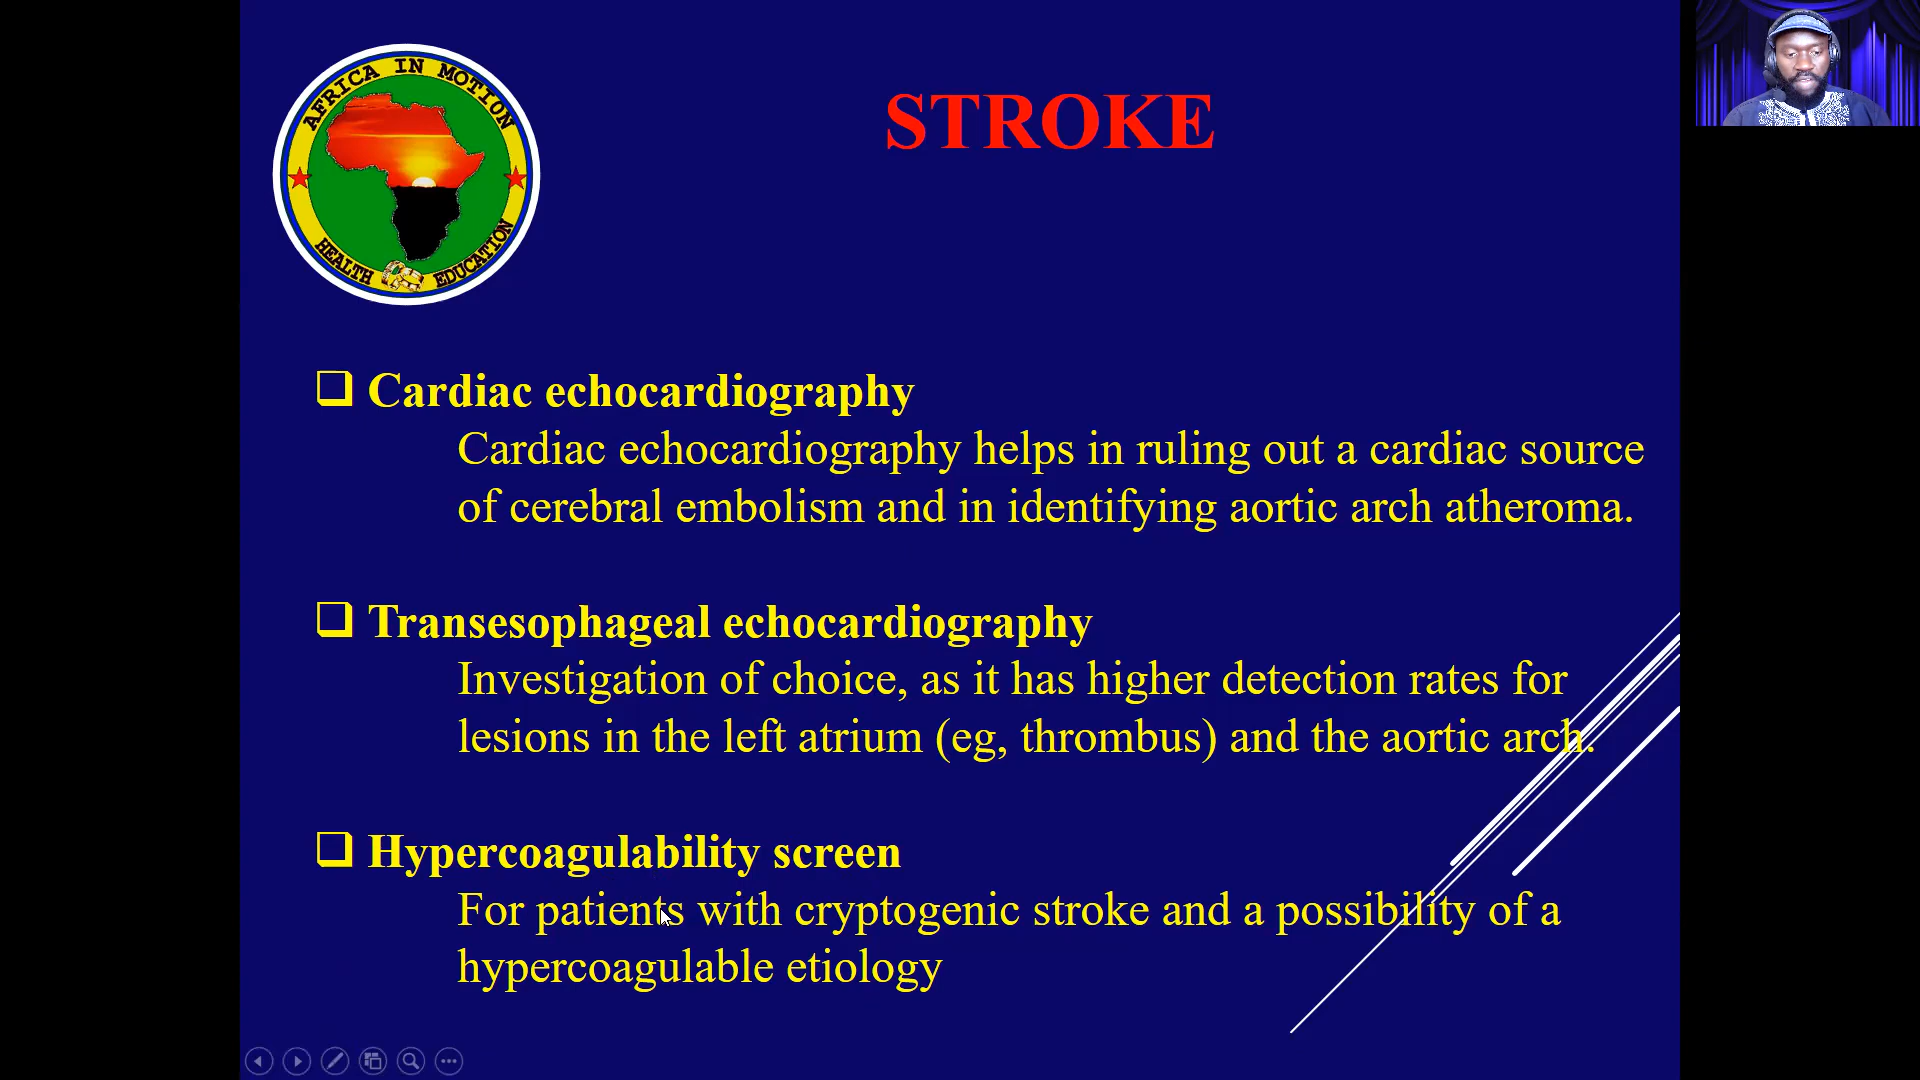 AFRICA IN MOTION
HEALTH EDUCATION
STROKE
Cardiac echocardiography
Cardiac echocardiography helps in ruling out a cardiac source
of cerebral embolism and in identifying aortic arch atheroma.
Transesophageal echocardiography
Investigation of choice, as it has higher detection rates for
lesions in the left atrium (eg, thrombus) and the aortic arch.
Hypercoagulability screen
For patients with cryptogenic stroke and a possibility of a
hypercoagulable etiology